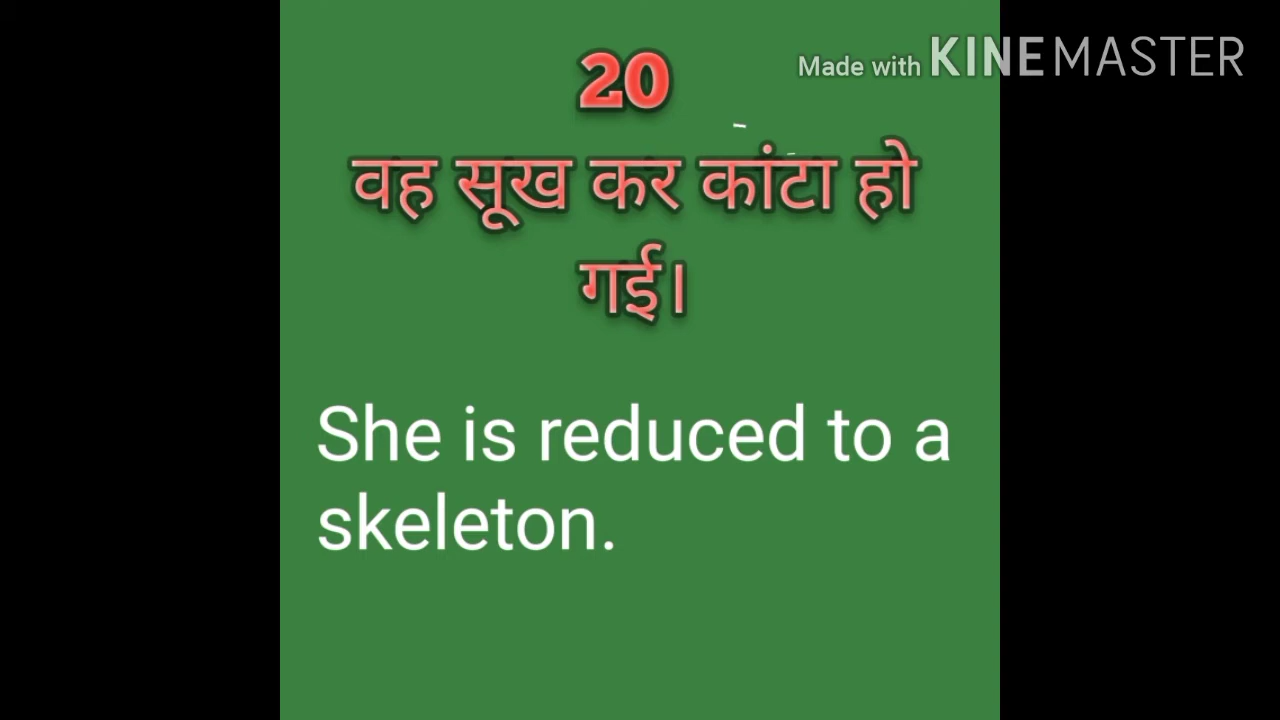 Made with KINEMASTER
20
वह सूख कर कांटा हो
गई।
She is reduced to a
skeleton.